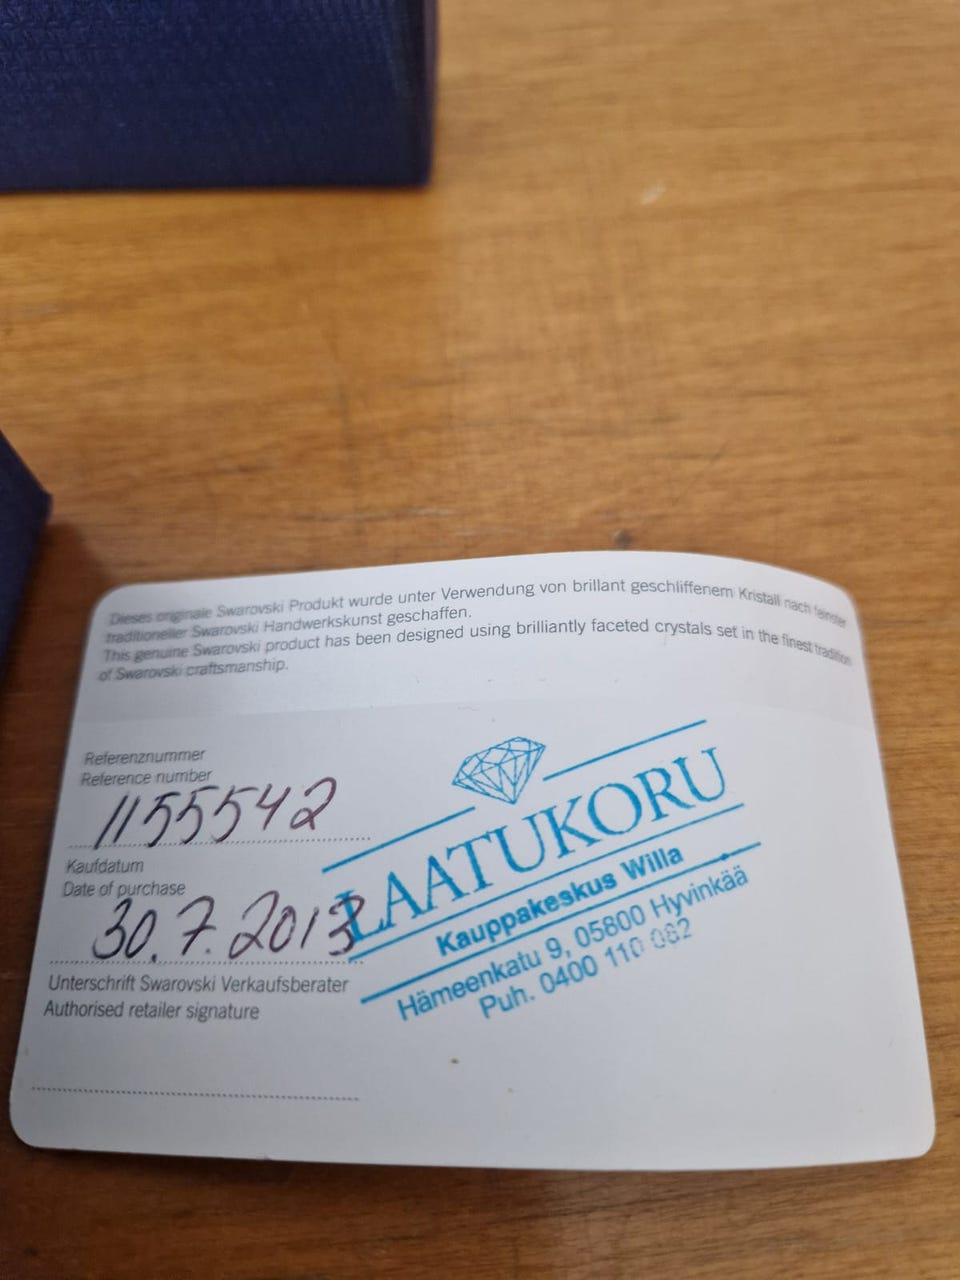 Dieses originale Swarovski Produkt wurde unter Verwendung von brillant geschliffenem Kristall nach feinster
traditioneller Swarovski Handwerkskunst geschaffen.
This genuine Swarovski product has been designed using brilliantly faceted crystals set in the finest tradition
of Swarovski craftsmanship.
Referenznummer
Reference number
1155542
Kaufdatum
Date of purchase
30.7.2013
Unterschrift Swarovski Verkaufsberater
Authorised retailer signature
LAATUKORU
Kauppakeskus Willa
Hämeenkatu 9, 05800 Hyvinkää
Puh. 0400 110 082